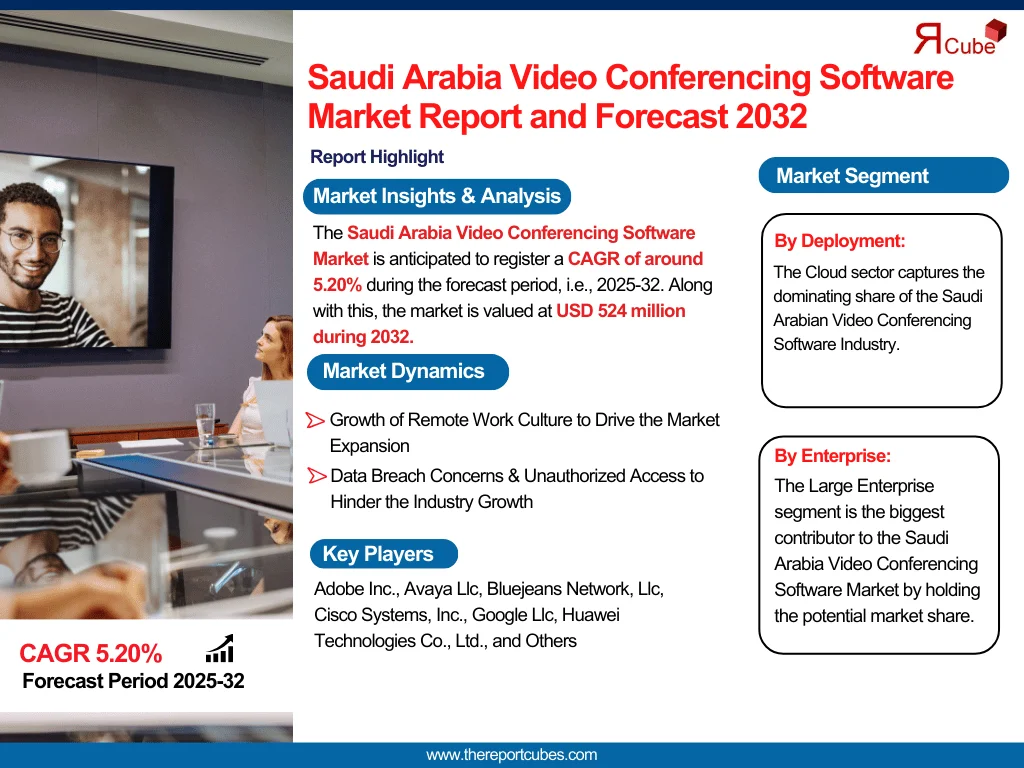 ЯCube
Saudi Arabia Video Conferencing Software
Market Report and Forecast 2032
Report Highlight
Market Insights & Analysis
The Saudi Arabia Video Conferencing Software
Market is anticipated to register a CAGR of around
5.20% during the forecast period, i.e., 2025-32. Along
with this, the market is valued at USD 524 million
during 2032.
Market Dynamics
Growth of Remote Work Culture to Drive the Market
Expansion
Data Breach Concerns & Unauthorized Access to
Hinder the Industry Growth
Key Players
Adobe Inc., Avaya Llc, Bluejeans Network, Llc,
Cisco Systems, Inc., Google Llc, Huawei
Technologies Co., Ltd., and Others
Market Segment
By Deployment:
The Cloud sector captures the
dominating share of the Saudi
Arabian Video Conferencing
Software Industry.
By Enterprise:
The Large Enterprise
segment is the biggest
contributor to the Saudi
Arabia Video Conferencing
Software Market by holding
the potential market share.
CAGR 5.20%
Forecast Period 2025-32
www.thereportcubes.com